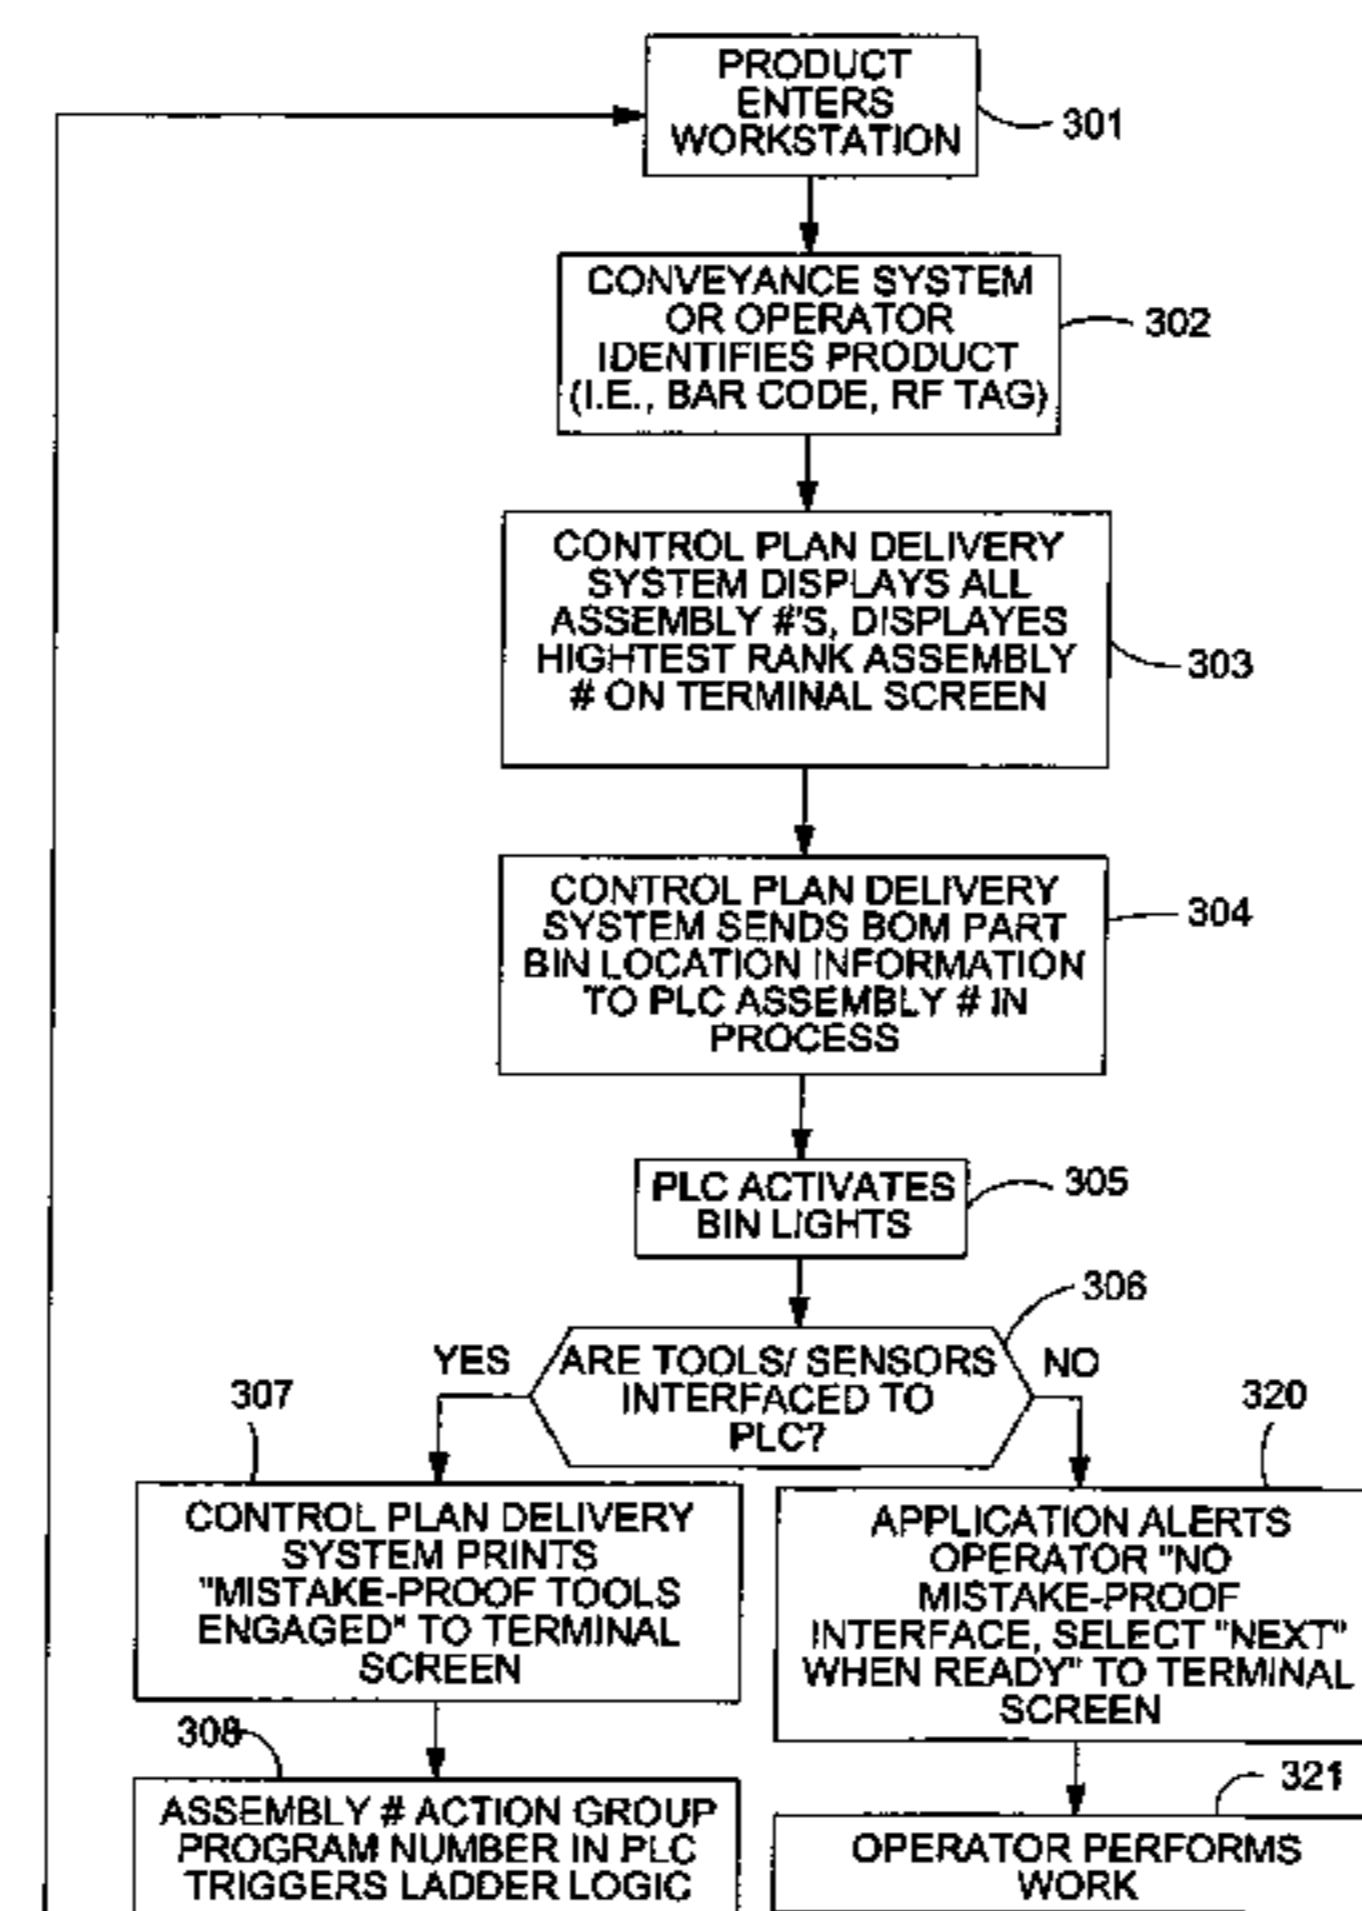 PRODUCT
ENTERS
WORKSTATION
301
CONVEYANCE SYSTEM
OR OPERATOR
IDENTIFIES PRODUCT
(I.E., BAR CODE, RF TAG)
302
CONTROL PLAN DELIVERY
SYSTEM DISPLAYS ALL
ASSEMBLY #'S, DISPLAYES
HIGHTEST RANK ASSEMBLY
# ON TERMINAL SCREEN
303
CONTROL PLAN DELIVERY
SYSTEM SENDS BOM PART
BIN LOCATION INFORMATION
TO PLC ASSEMBLY # IN
PROCESS
304
PLC ACTIVATES
BIN LIGHTS
305
306
YES
ARE TOOLS/ SENSORS
INTERFACED TO
PLC?
NO
307
CONTROL PLAN DELIVERY
SYSTEM PRINTS
"MISTAKE-PROOF TOOLS
ENGAGED" TO TERMINAL
SCREEN
320
APPLICATION ALERTS
OPERATOR "NO
MISTAKE-PROOF
INTERFACE, SELECT "NEXT"
WHEN READY" TO TERMINAL
SCREEN
308
ASSEMBLY # ACTION GROUP
PROGRAM NUMBER IN PLC
TRIGGERS LADDER LOGIC
321
OPERATOR PERFORMS
WORK